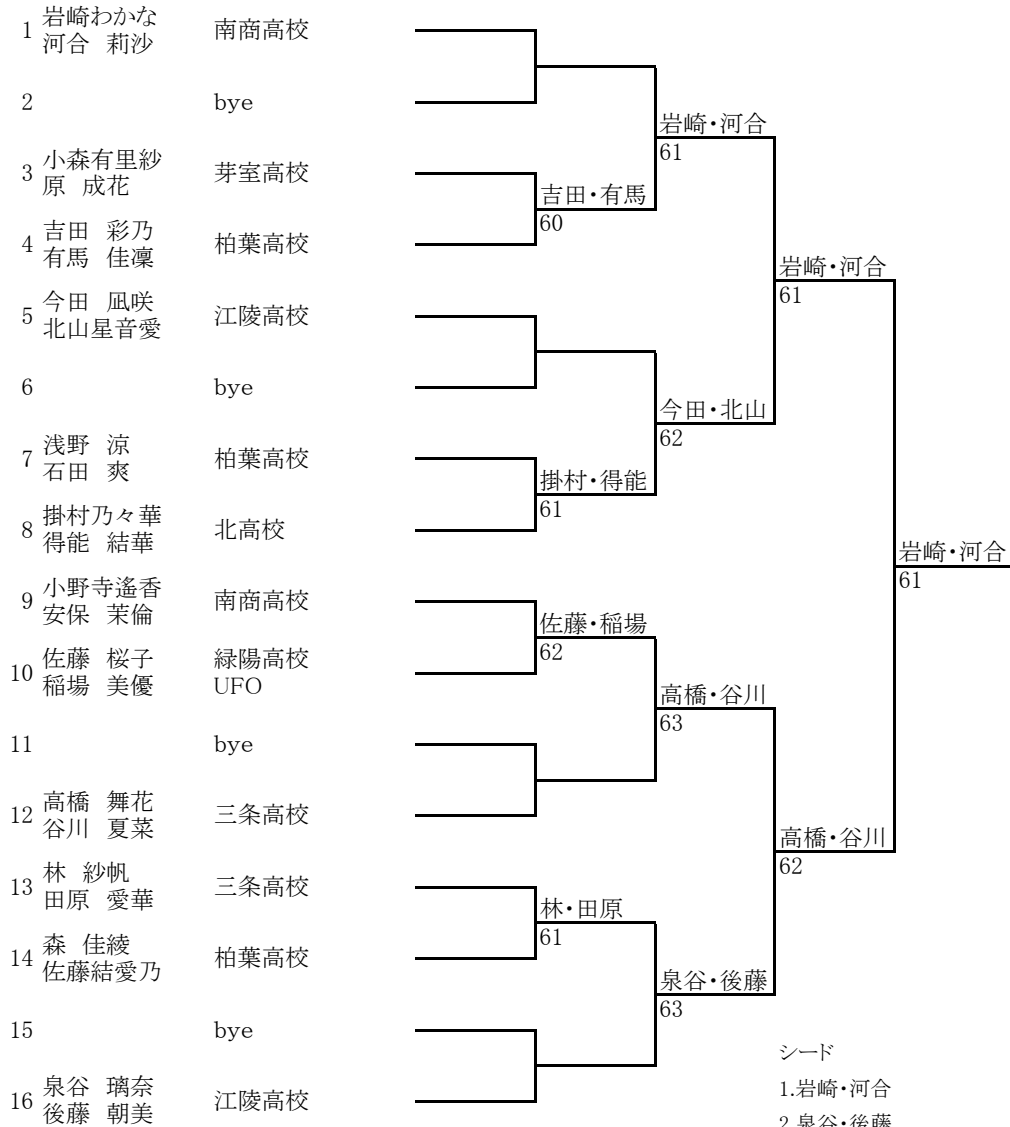 1 岩崎わかな 河合 莉沙 南商高校
2 bye
3 小森有里紗 原 成花 芽室高校
4 吉田 彩乃 有馬 佳凜 柏葉高校
5 今田 凪咲 北山星音愛 江陵高校
6 bye
7 浅野 涼 石田 爽 柏葉高校
8 掛村乃々華 得能 結華 北高校
9 小野寺遙香 安保 茉倫 南商高校
10 佐藤 桜子 稲場 美優 緑陽高校 UFO
11 bye
12 高橋 舞花 谷川 夏菜 三条高校
13 林 紗帆 田原 愛華 三条高校
14 森 佳綾 佐藤結愛乃 柏葉高校
15 bye
16 泉谷 璃奈 後藤 朝美 江陵高校
吉田・有馬
60
掛村・得能
61
佐藤・稲場
62
林・田原
61
岩崎・河合
61
今田・北山
62
高橋・谷川
63
泉谷・後藤
63
岩崎・河合
61
高橋・谷川
62
岩崎・河合
61
シード
1.岩崎・河合
2.泉谷・後藤